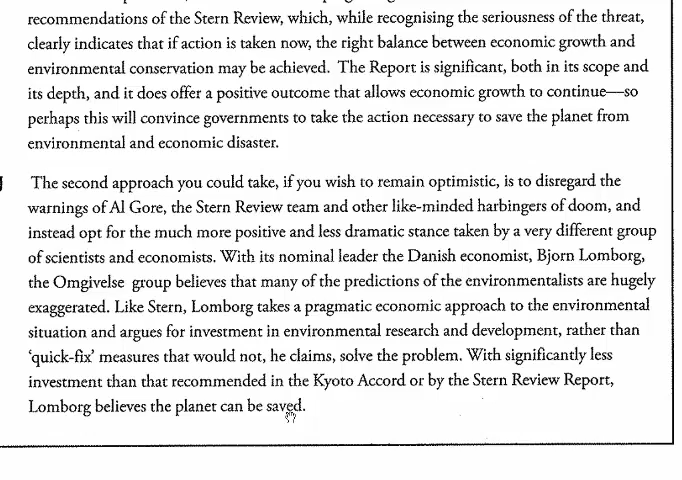 recommendations of the Stern Review, which, while recognising the seriousness of the threat,
clearly indicates that if action is taken now, the right balance between economic growth and
environmental conservation may be achieved. The Report is significant, both in its scope and
its depth, and it does offer a positive outcome that allows economic growth to continue—so
perhaps this will convince governments to take the action necessary to save the planet from
environmental and economic disaster.
The second approach you could take, if you wish to remain optimistic, is to disregard the
warnings of Al Gore, the Stern Review team and other like-minded harbingers of doom, and
instead opt for the much more positive and less dramatic stance taken by a very different group
of scientists and economists. With its nominal leader the Danish economist, Bjorn Lomborg,
the Omgivelse group believes that many of the predictions of the environmentalists are hugely
exaggerated. Like Stern, Lomborg takes a pragmatic economic approach to the environmental
situation and argues for investment in environmental research and development, rather than
‘quick-fix’ measures that would not, he claims, solve the problem. With significantly less
investment than that recommended in the Kyoto Accord or by the Stern Review Report,
Lomborg believes the planet can be saved.